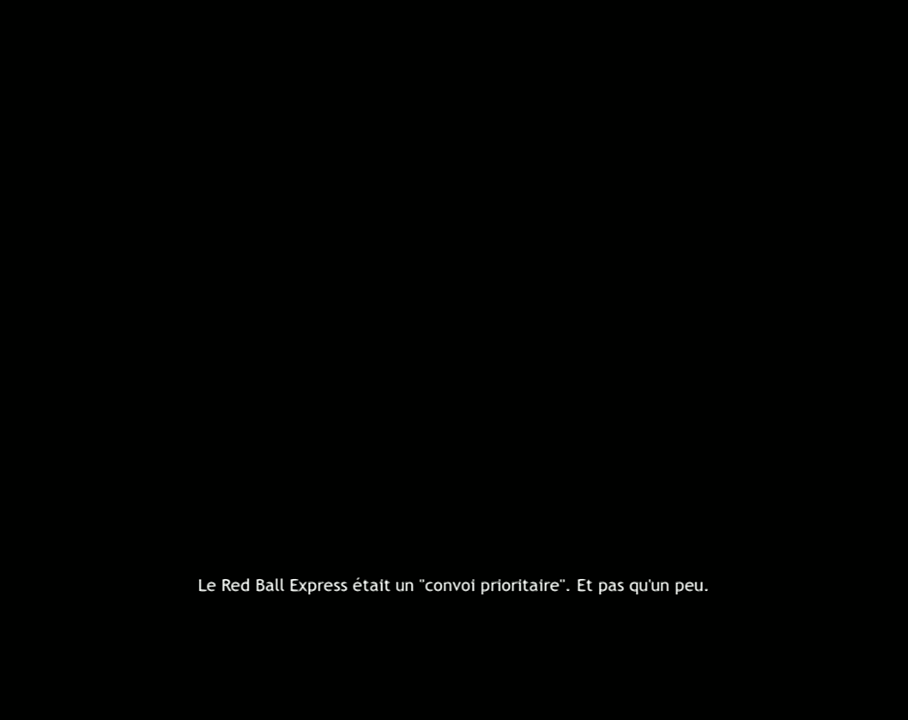 Le Red Ball Express était un "convoi prioritaire". Et pas qu'un peu.